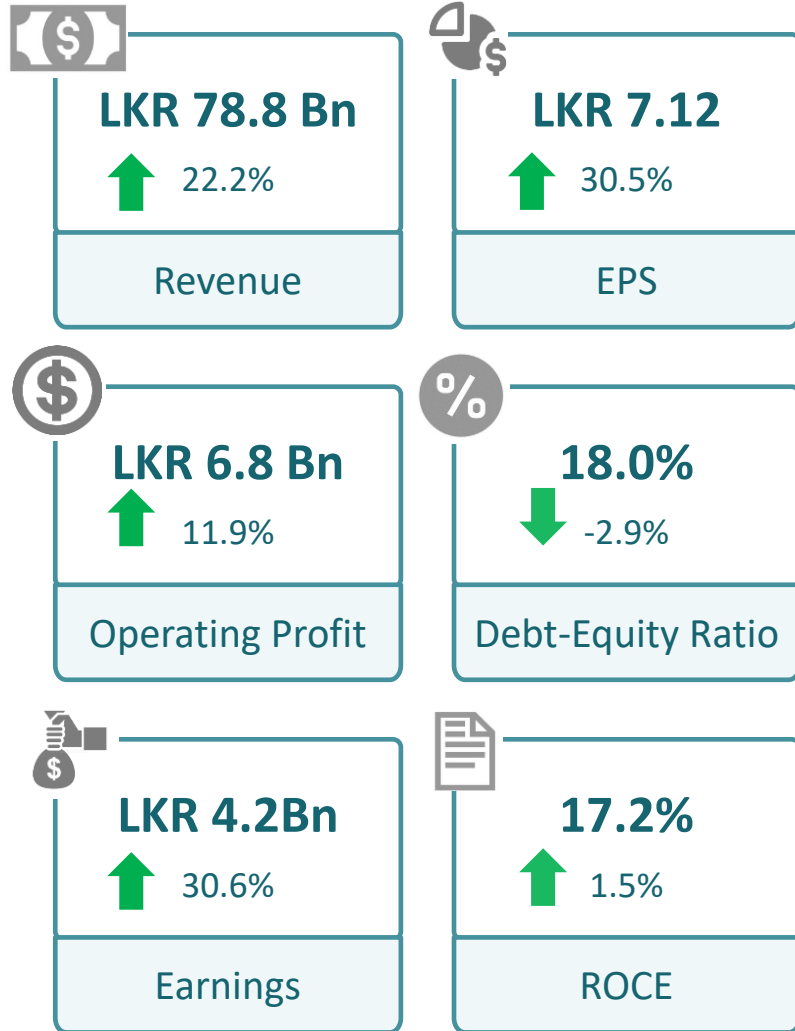 LKR 78.8 Bn
22.2%
Revenue
LKR 7.12
30.5%
EPS
LKR 6.8 Bn
11.9%
Operating Profit
18.0%
-2.9%
Debt-Equity Ratio
LKR 4.2Bn
30.6%
Earnings
17.2%
1.5%
ROCE